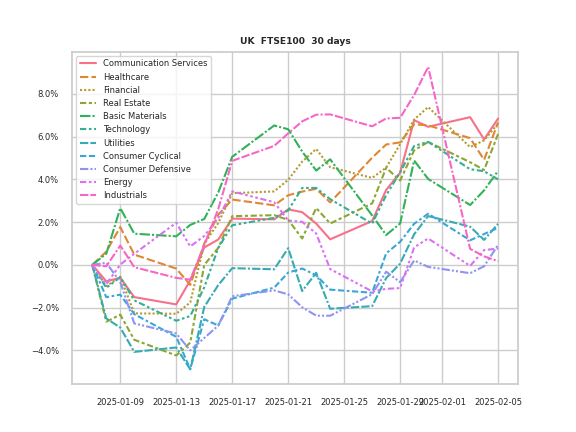 UK  FTSE100  30 days
Communication Services
Healthcare
Financial
Real Estate
Basic Materials
Technology
Utilities
Consumer Cyclical
Consumer Defensive
Energy
Industrials
8.0%
6.0%
4.0%
2.0%
0.0%
−2.0%
−4.0%
2025-01-09 2025-01-13 2025-01-17 2025-01-21 2025-01-25 2025-01-29 2025-02-01 2025-02-05